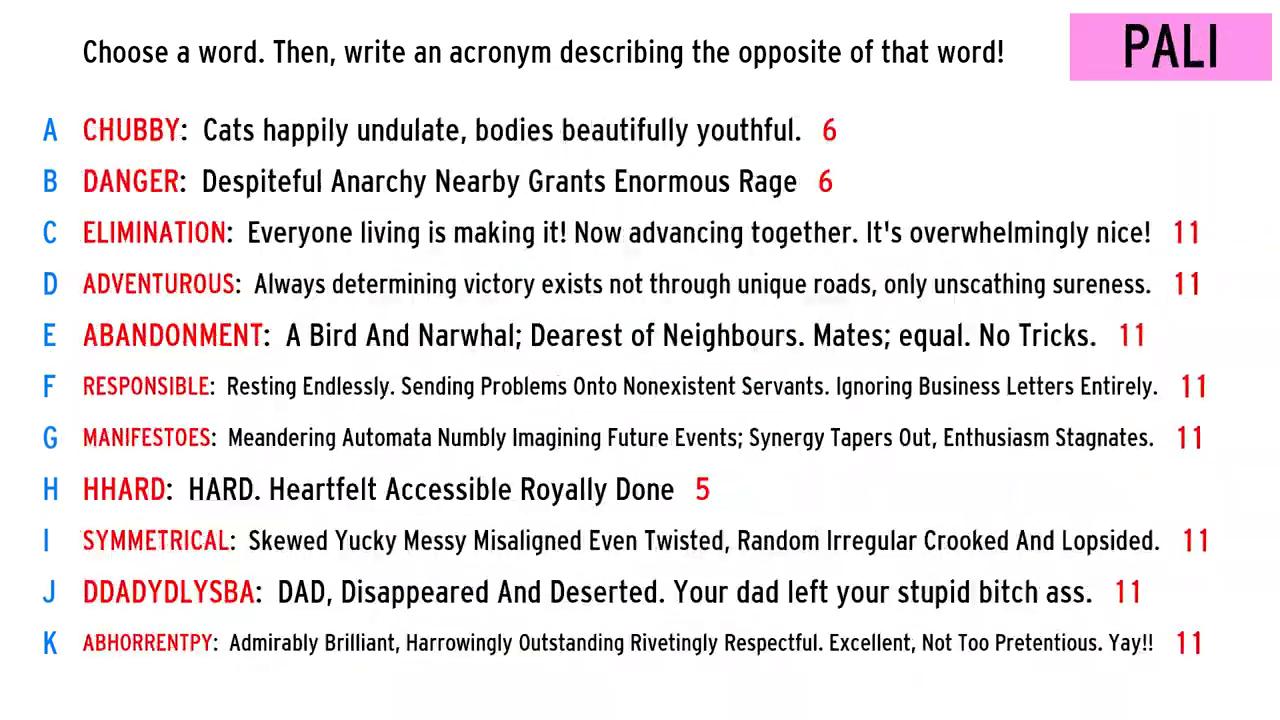 Choose a word. Then, write an acronym describing the opposite of that word!
PALI
A CHUBBY: Cats happily undulate, bodies beautifully youthful. 6
B DANGER: Despiteful Anarchy Nearby Grants Enormous Rage 6
C ELIMINATION: Everyone living is making it! Now advancing together. It's overwhelmingly nice! 11
D ADVENTUROUS: Always determining victory exists not through unique roads, only unscathing sureness. 11
E ABANDONMENT: A Bird And Narwhal; Dearest of Neighbours. Mates; equal. No Tricks. 11
F RESPONSIBLE: Resting Endlessly. Sending Problems Onto Nonexistent Servants. Ignoring Business Letters Entirely. 11
G MANIFESTOES: Meandering Automata Numbly Imagining Future Events; Synergy Tapers Out, Enthusiasm Stagnates. 11
H HHARD: HARD. Heartfelt Accessible Royally Done 5
I SYMMETRICAL: Skewed Yucky Messy Misaligned Even Twisted, Random Irregular Crooked And Lopsided. 11
J DDADYDLYSBA: DAD, Disappeared And Deserted. Your dad left your stupid bitch ass. 11
K ABHORRENTPY: Admirably Brilliant, Harrowingly Outstanding Rivetingly Respectful. Excellent, Not Too Pretentious. Yay!! 11